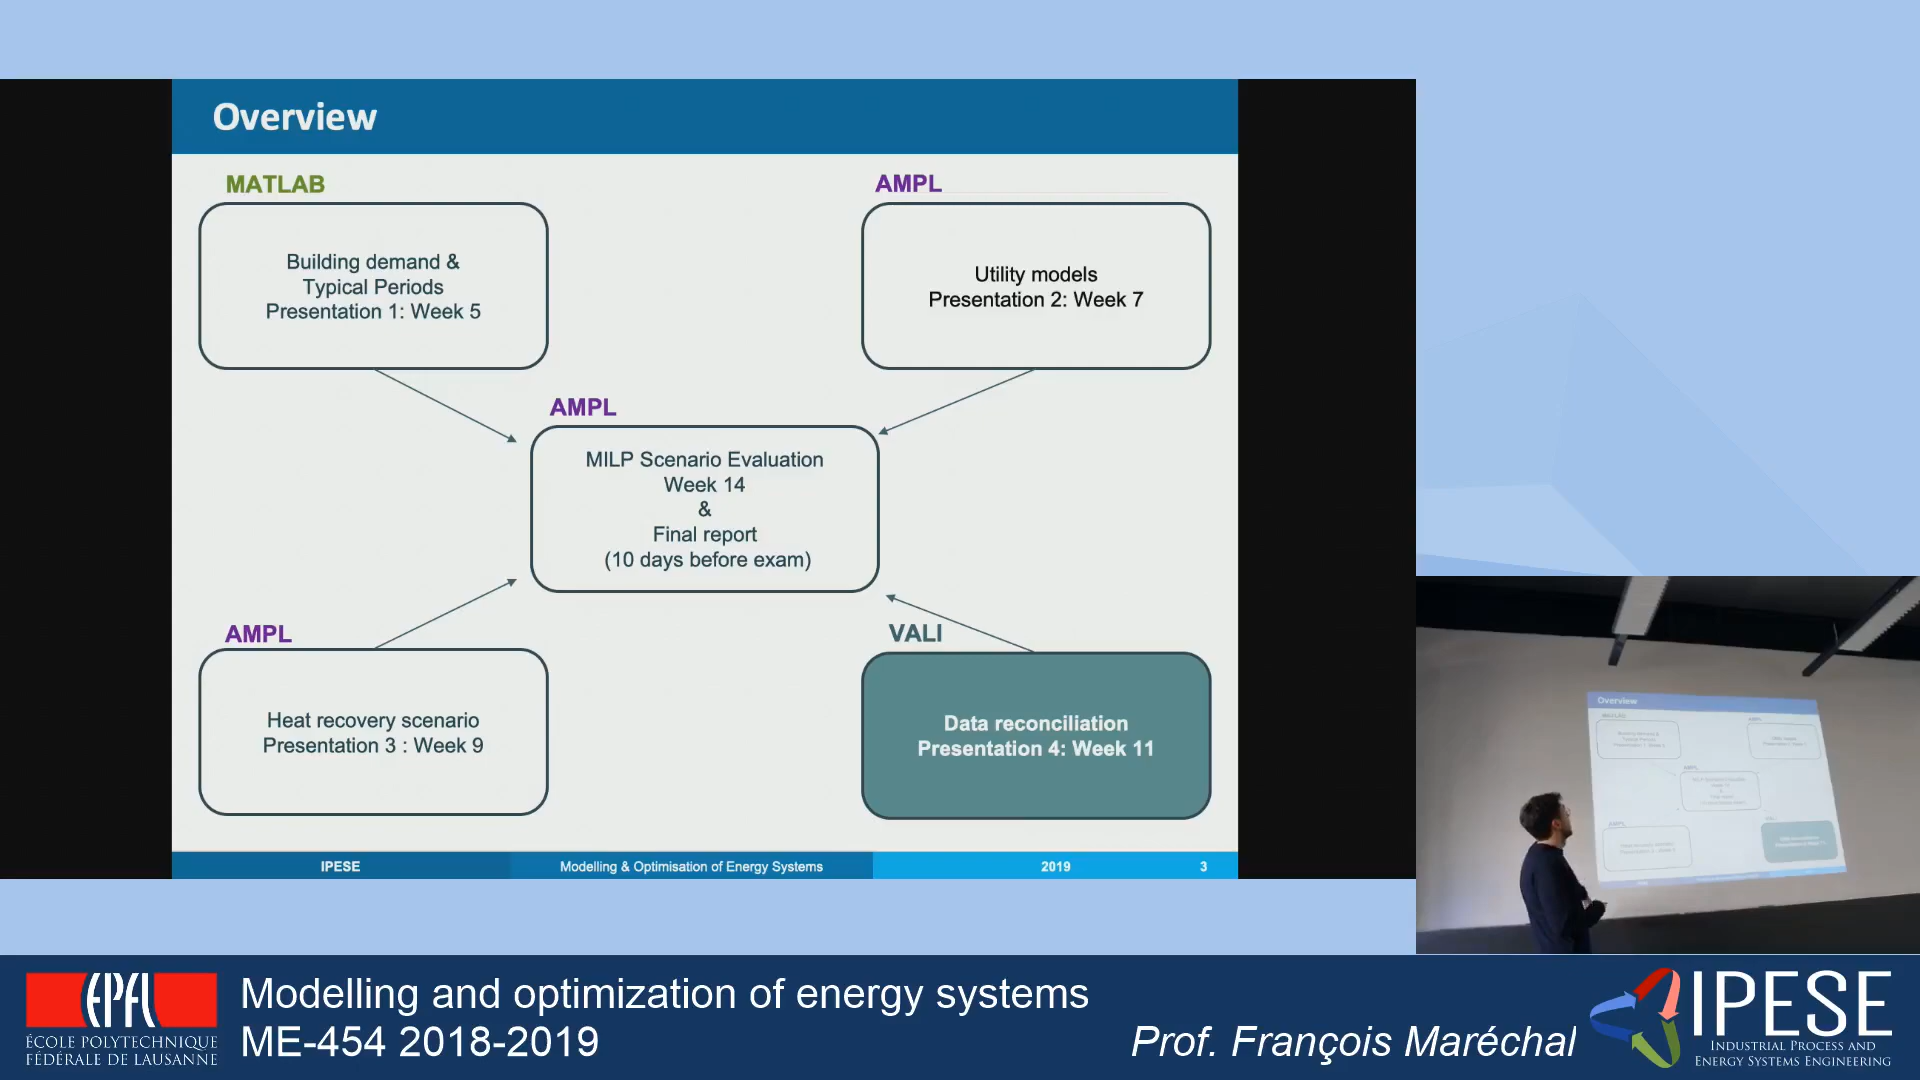 Overview
MATLAB
Building demand &
Typical Periods
Presentation 1: Week 5
AMPL
Utility models
Presentation 2: Week 7
AMPL
MILP Scenario Evaluation
Week 14
&
Final report
(10 days before exam)
AMPL
Heat recovery scenario
Presentation 3 : Week 9
VALI
Data reconciliation
Presentation 4: Week 11
IPESE
Modelling & Optimisation of Energy Systems
2019
3
Overview
EPFL
ÉCOLE POLYTECHNIQUE
FÉDÉRALE DE LAUSANNE
Modelling and optimization of energy systems
ME-454 2018-2019
Prof. François Maréchal
IPESE
INDUSTRIAL PROCESS AND
ENERGY SYSTEMS ENGINEERING